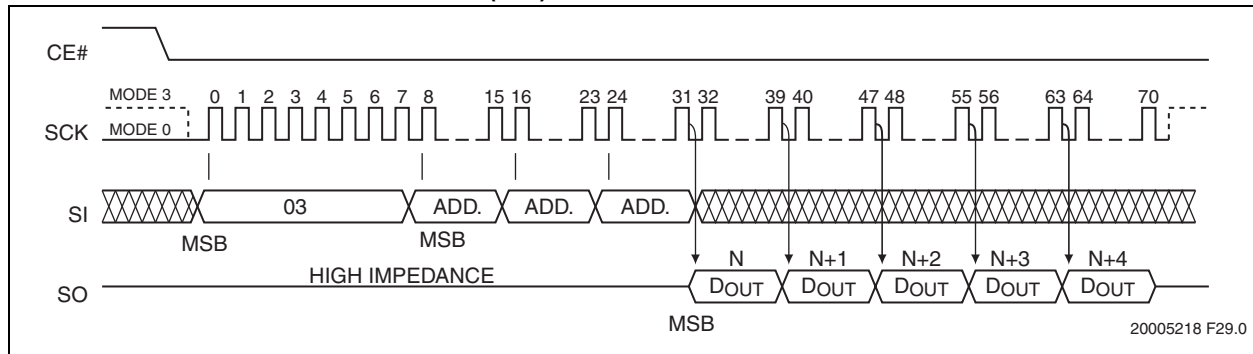 CE#
MODE 3
0 1 2 3 4 5 6 7 8 15 16 23 24 31 32 39 40 47 48 55 56 63 64 70
SCK
MODE 0
SI
03 ADD. ADD. ADD.
MSB MSB
N N+1 N+2 N+3 N+4
HIGH IMPEDANCE
SO
DOUT DOUT DOUT DOUT DOUT
MSB
20005218 F29.0